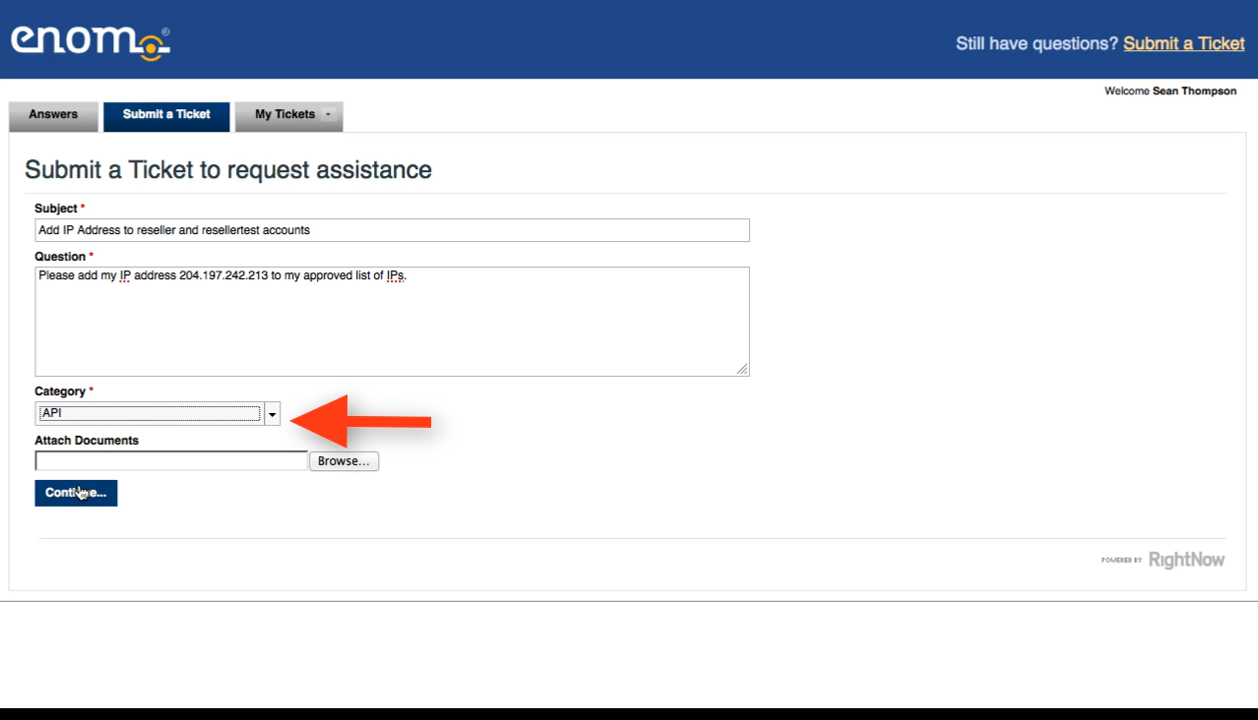 enom®
Still have questions? Submit a Ticket
Welcome Sean Thompson
Answers
Submit a Ticket
My Tickets
Submit a Ticket to request assistance
Subject *
Add IP Address to reseller and resellertest accounts
Question *
Please add my IP address 204.197.242.213 to my approved list of IPs.
Category *
API
Attach Documents
Browse...
Continue...
POWERED BY RightNow